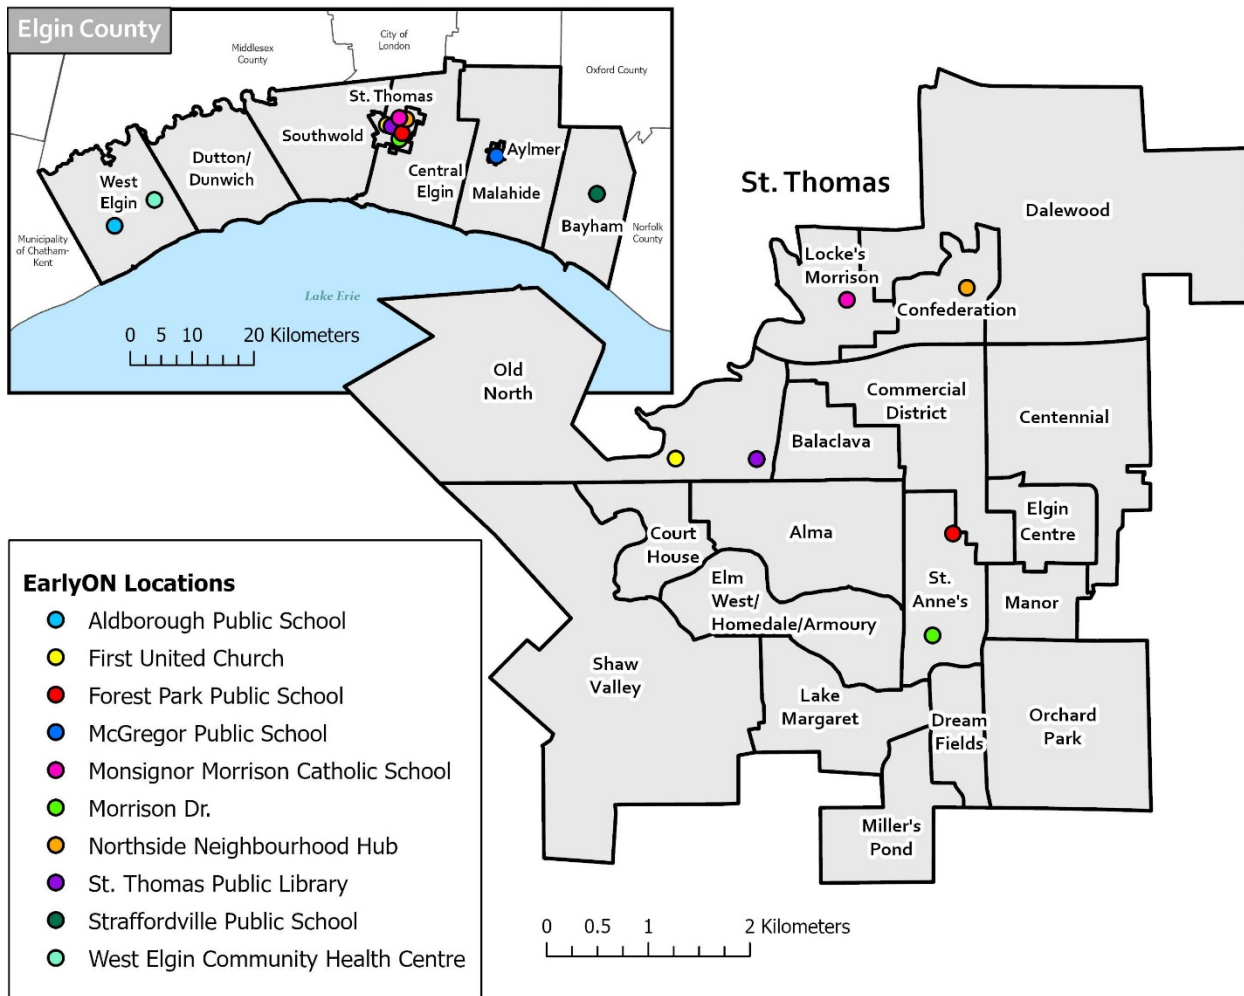 Elgin County
Middlesex
County
City of
London
Oxford County
St. Thomas
Southwold
Dutton/
Dunwich
West
Elgin
Central
Elgin
Aylmer
Malahide
Bayham
Municipality
of Chatham-
Kent
Norfolk
County
Lake Erie
0 5 10 20 Kilometers
St. Thomas
Dalewood
Locke's
Morrison
Confederation
Old
North
Commercial
District
Centennial
Balaclava
Court
House
Alma
Elgin
Centre
Elm
West/
Homedale/Armoury
St.
Anne's
Manor
Shaw
Valley
Lake
Margaret
Dream
Fields
Orchard
Park
Miller's
Pond
0 0.5 1 2 Kilometers
EarlyON Locations
Aldborough Public School
First United Church
Forest Park Public School
McGregor Public School
Monsignor Morrison Catholic School
Morrison Dr.
Northside Neighbourhood Hub
St. Thomas Public Library
Straffordville Public School
West Elgin Community Health Centre